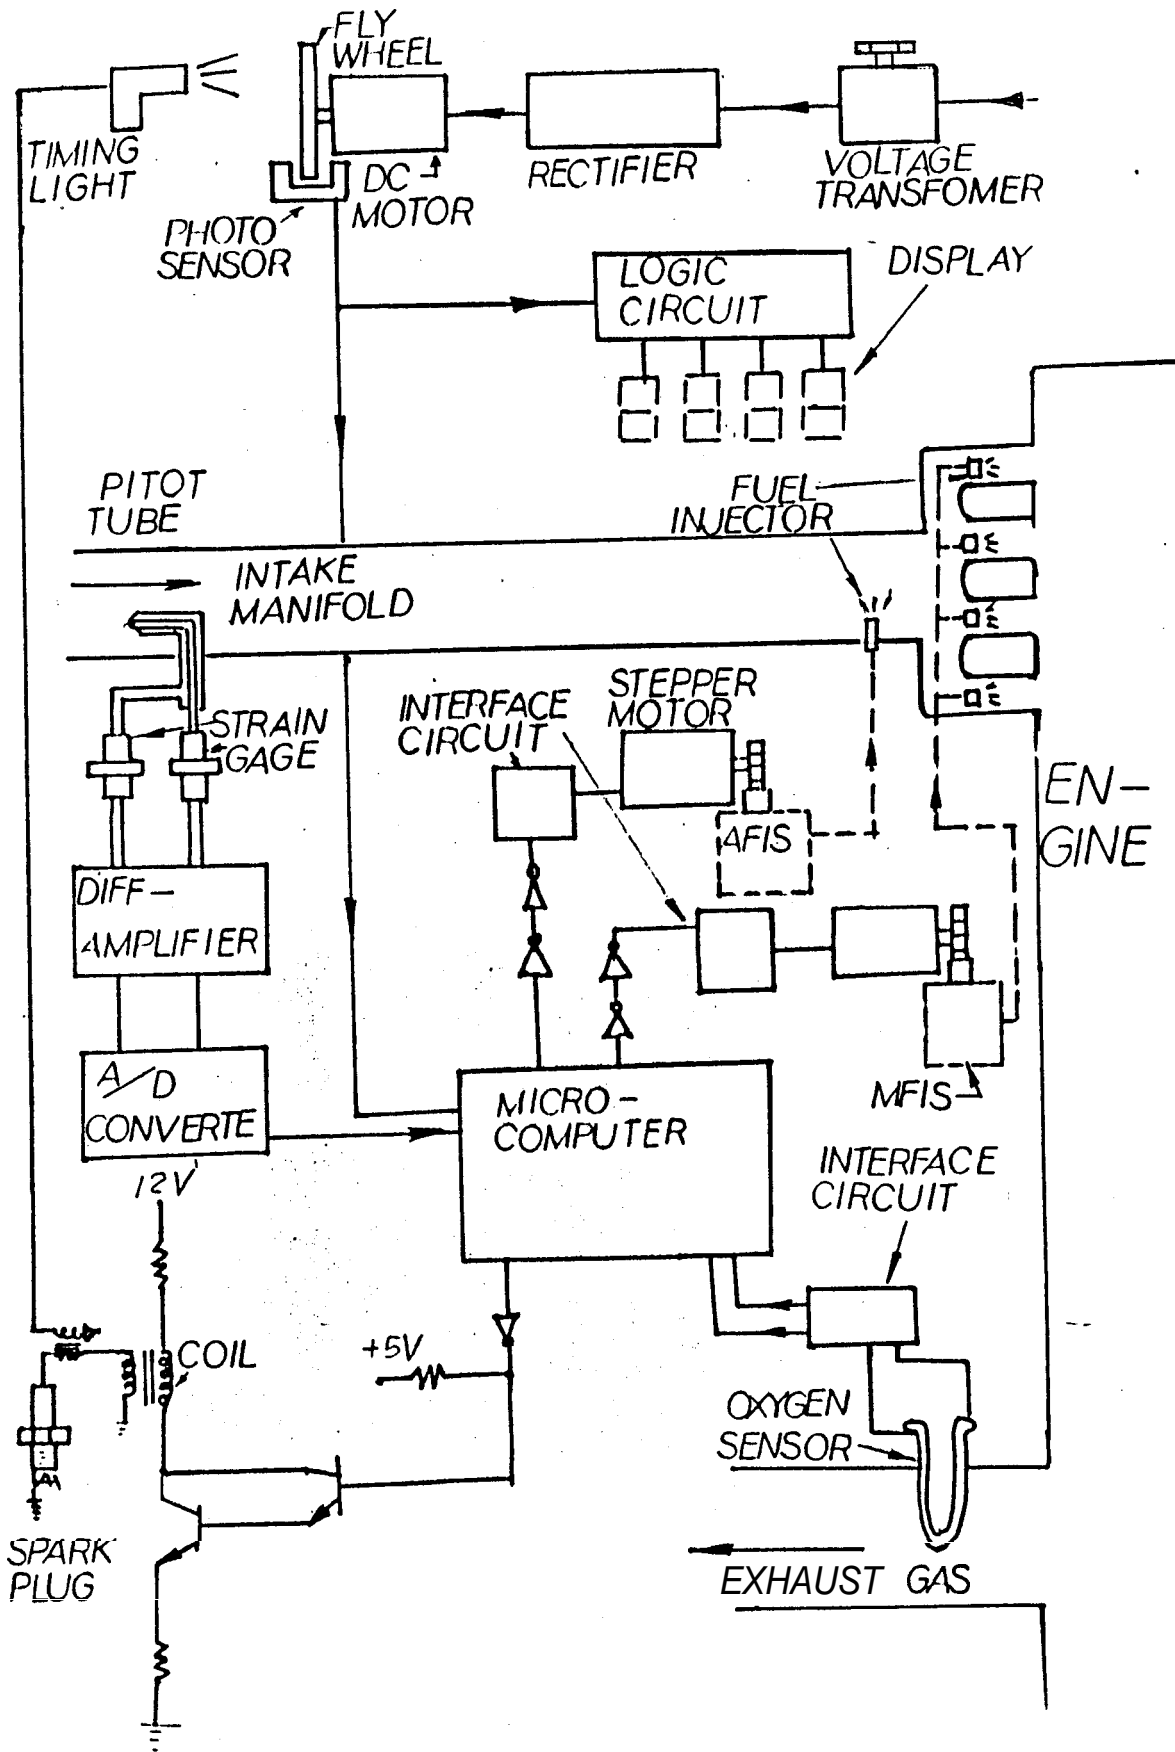 FLY
WHEEL
TIMING
LIGHT
DC
MOTOR
RECTIFIER
VOLTAGE
TRANSFOMER
PHOTO
SENSOR
LOGIC
CIRCUIT
DISPLAY
PITOT
TUBE
FUEL
INJECTOR
INTAKE
MANIFOLD
STRAIN
GAGE
INTERFACE
CIRCUIT
STEPPER
MOTOR
AFIS
EN-
GINE
DIFF-
AMPLIFIER
A/D
CONVERTE
MICRO-
COMPUTER
MFIS
12V
INTERFACE
CIRCUIT
+5V
COIL
OXYGEN
SENSOR
SPARK
PLUG
EXHAUST GAS